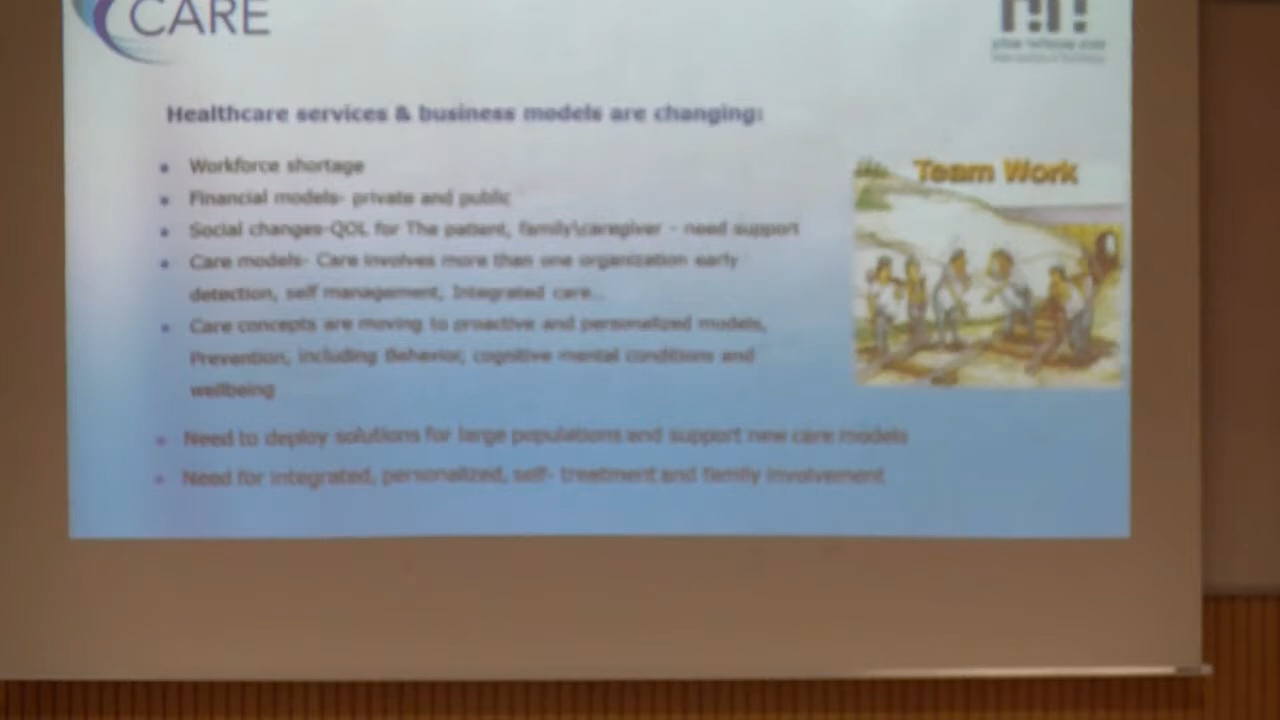 CARE
Healthcare services & business models are changing:
Workforce shortage
Financial models- private and public
Social changes-QOL for The patient, family\caregiver - need support
Care models- Care involves more than one organization early
detection, self management, Integrated care..
Care concepts are moving to proactive and personalized models,
Prevention, including Behavior, cognitive mental conditions and
wellbeing
Need to deploy solutions for large populations and support new care models
Need for integrated, personalized, self- treatment and family involvement
Team Work